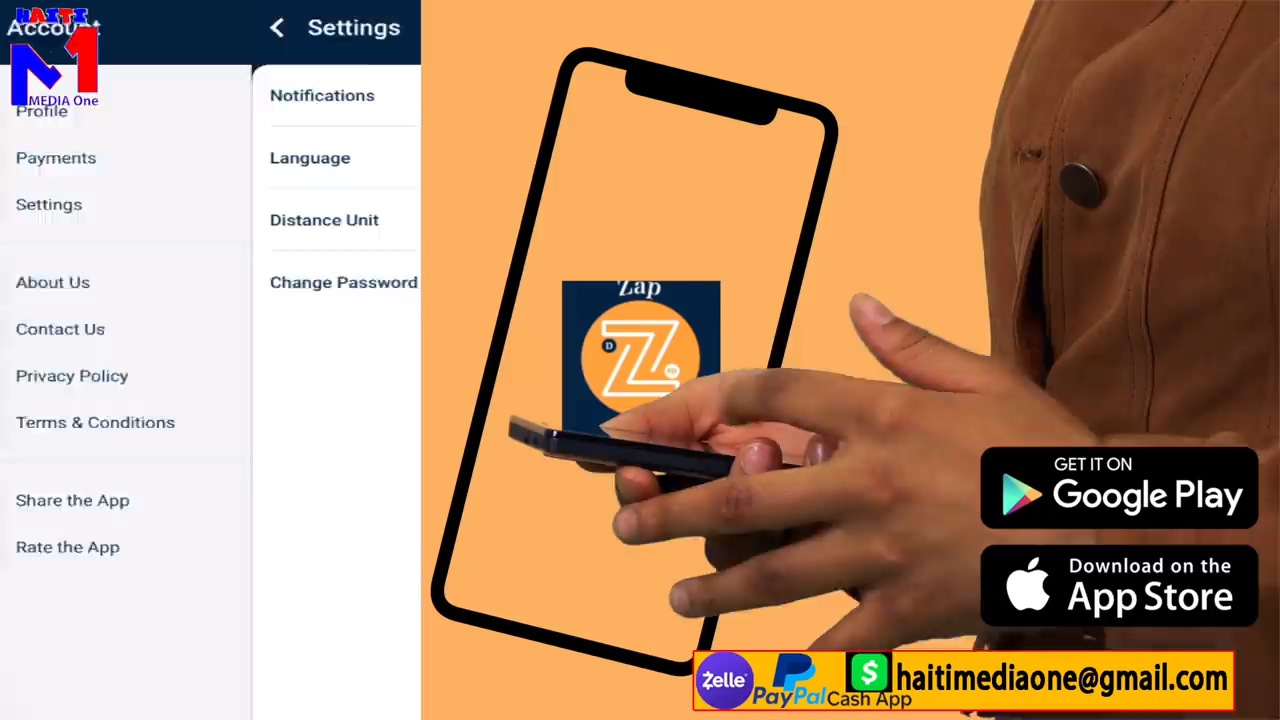 HAITI
Account
MEDIA One
Profile
Payments
Settings
About Us
Contact Us
Privacy Policy
Terms & Conditions
Share the App
Rate the App
Settings
Notifications
Language
Distance Unit
Change Password
Zap
D
Z
GET IT ON
Google Play
Download on the
App Store
Zelle
PayPal
$
Cash App
haitimediaone@gmail.com